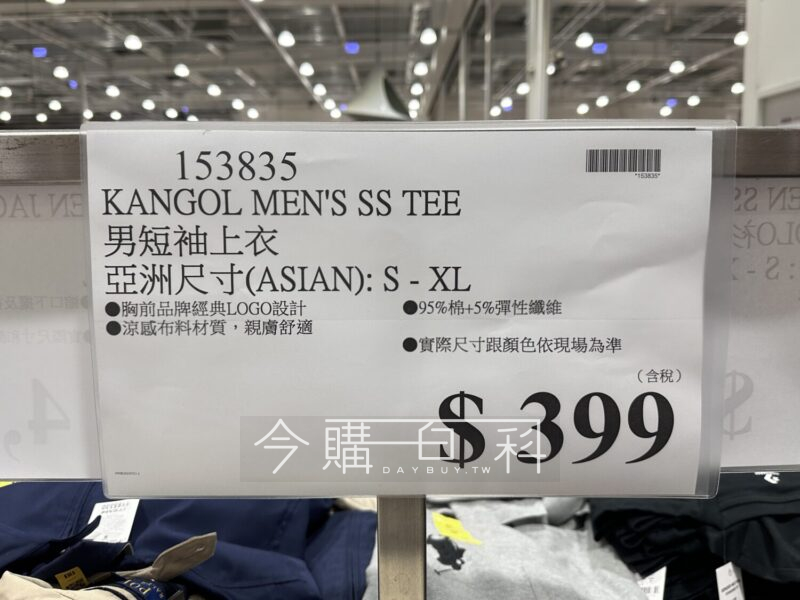 153835
*153835*
KANGOL MEN'S SS TEE
男短袖上衣
亞洲尺寸(ASIAN): S - XL
●胸前品牌經典LOGO設計
●涼感布料材質，親膚舒適
●95%棉+5%彈性纖維
●實際尺寸跟顏色依現場為準
（含稅）
$ 399
今購百科
DAYBUY.TW
153835